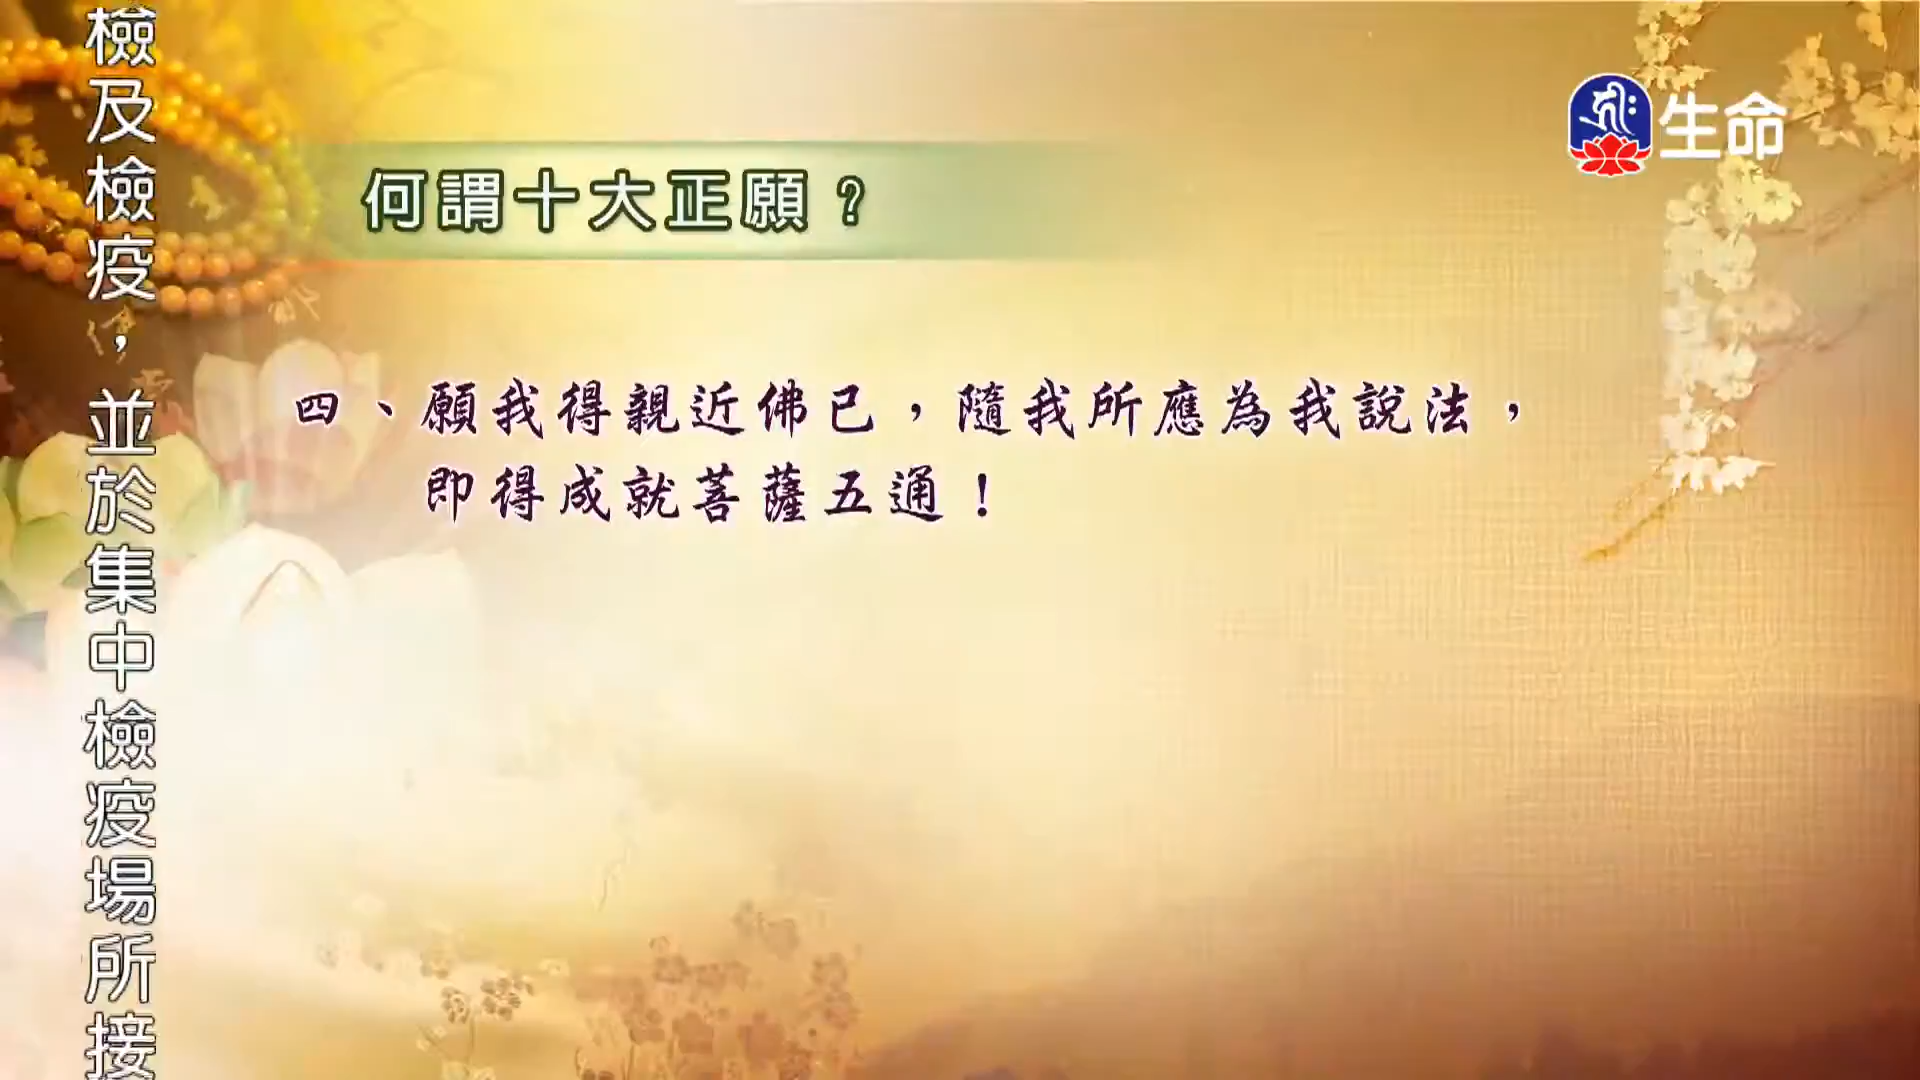 何謂十大正願?
四、願我得親近佛已,隨我所應為我說法,
即得成就菩薩五通!
生命
檢及檢疫,並於集中檢疫場所接